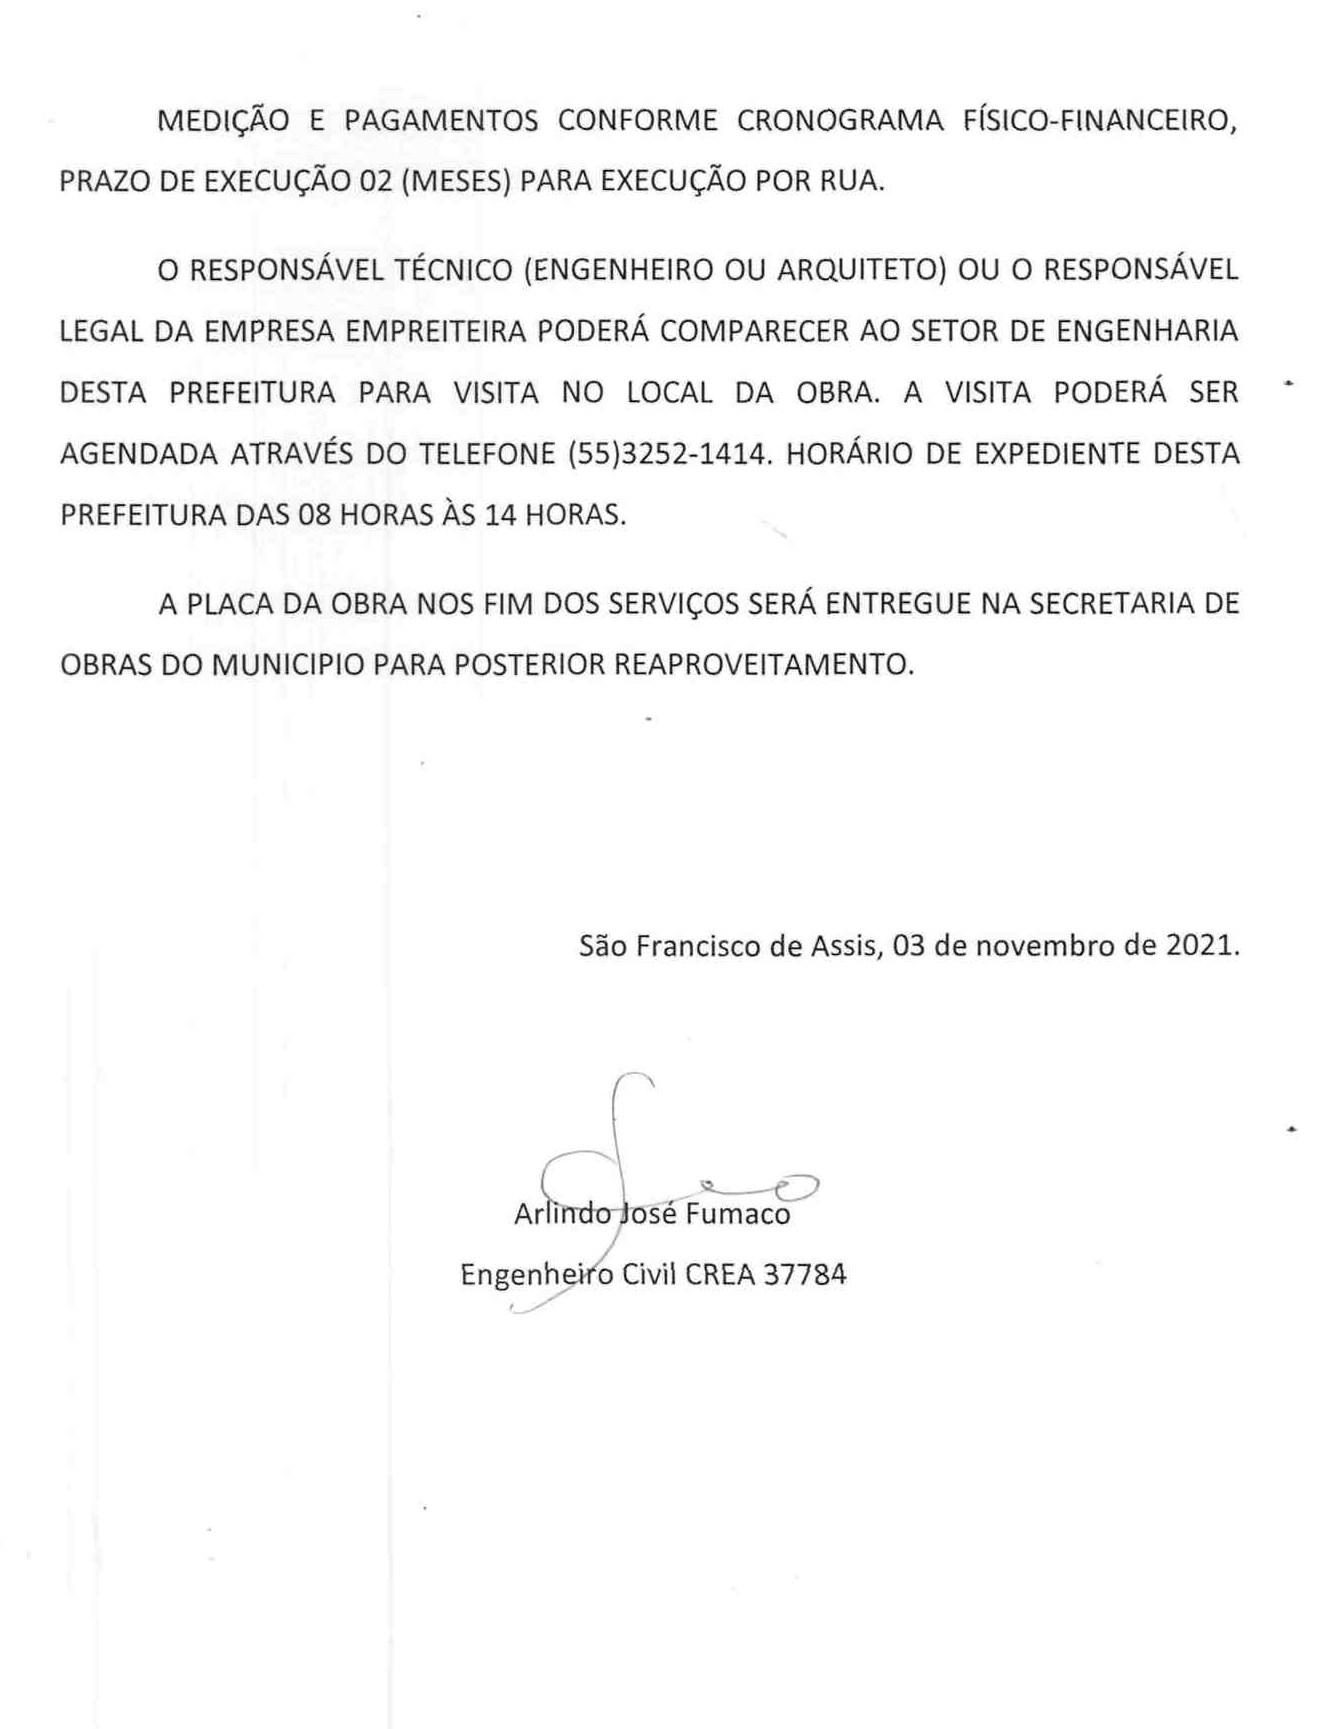 MEDIÇÃO E PAGAMENTOS CONFORME CRONOGRAMA FÍSICO-FINANCEIRO,
PRAZO DE EXECUÇÃO 02 (MESES) PARA EXECUÇÃO POR RUA.
O RESPONSÁVEL TÉCNICO (ENGENHEIRO OU ARQUITETO) OU O RESPONSÁVEL
LEGAL DA EMPRESA EMPREITEIRA PODERÁ COMPARECER AO SETOR DE ENGENHARIA
DESTA PREFEITURA PARA VISITA NO LOCAL DA OBRA. A VISITA PODERÁ SER
AGENDADA ATRAVÉS DO TELEFONE (55)3252-1414. HORÁRIO DE EXPEDIENTE DESTA
PREFEITURA DAS 08 HORAS ÀS 14 HORAS.
A PLACA DA OBRA NOS FIM DOS SERVIÇOS SERÁ ENTREGUE NA SECRETARIA DE
OBRAS DO MUNICIPIO PARA POSTERIOR REAPROVEITAMENTO.
São Francisco de Assis, 03 de novembro de 2021.
Arlindo José Fumaco
Engenheiro Civil CREA 37784